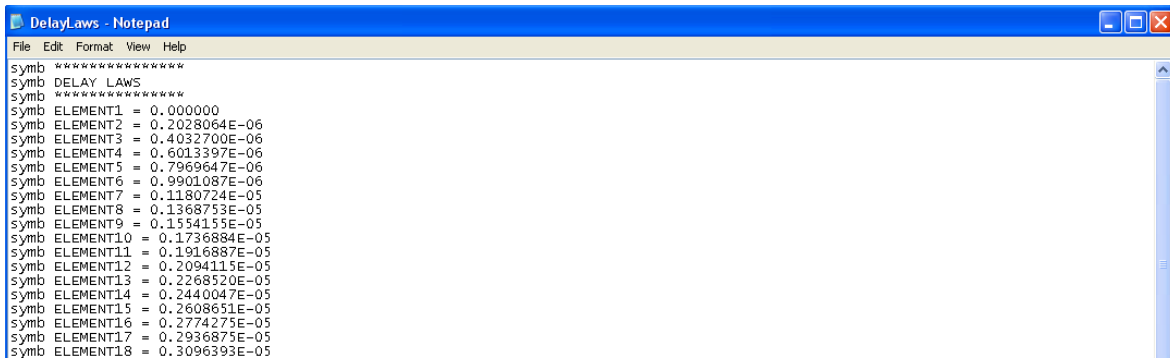 DelayLaws - Notepad
File Edit Format View Help
symb ***************
symb DELAY LAWS
symb ***************
symb ELEMENT1 = 0.000000
symb ELEMENT2 = 0.2028064E-06
symb ELEMENT3 = 0.4032700E-06
symb ELEMENT4 = 0.6013397E-06
symb ELEMENT5 = 0.7969647E-06
symb ELEMENT6 = 0.9901087E-06
symb ELEMENT7 = 0.1180724E-05
symb ELEMENT8 = 0.1368753E-05
symb ELEMENT9 = 0.1554155E-05
symb ELEMENT10 = 0.1736884E-05
symb ELEMENT11 = 0.1916887E-05
symb ELEMENT12 = 0.2094115E-05
symb ELEMENT13 = 0.2268520E-05
symb ELEMENT14 = 0.2440047E-05
symb ELEMENT15 = 0.2608651E-05
symb ELEMENT16 = 0.2774275E-05
symb ELEMENT17 = 0.2936875E-05
symb ELEMENT18 = 0.3096393E-05